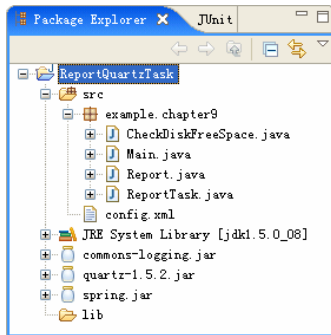 Package Explorer JUnit
ReportQuartzTask
src
example.chapter9
CheckDiskFreeSpace.java
Main.java
Report.java
ReportTask.java
config.xml
JRE System Library [jdk1.5.0_08]
commons-logging.jar
quartz-1.5.2.jar
spring.jar
lib